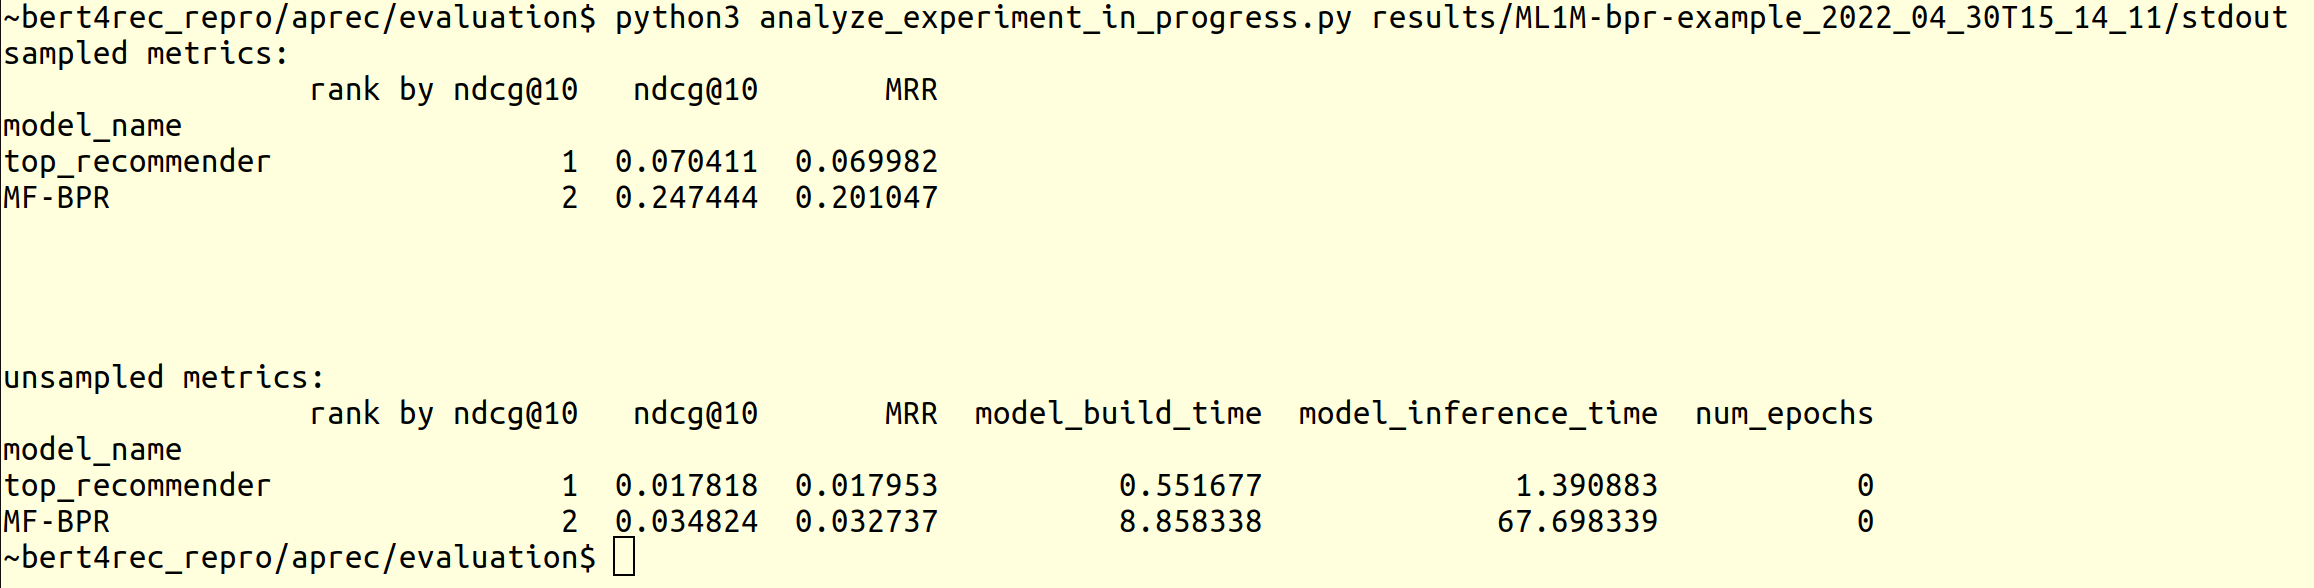 ~bert4rec_repro/aprec/evaluation$ python3 analyze_experiment_in_progress.py results/ML1M-bpr-example_2022_04_30T15_14_11/stdout
sampled metrics:
                 rank by ndcg@10   ndcg@10       MRR
model_name
top_recommender                1  0.070411  0.069982
MF-BPR                         2  0.247444  0.201047
unsampled metrics:
                 rank by ndcg@10   ndcg@10       MRR  model_build_time  model_inference_time  num_epochs
model_name
top_recommender                1  0.017818  0.017953          0.551677              1.390883           0
MF-BPR                         2  0.034824  0.032737          8.858338             67.698339           0
~bert4rec_repro/aprec/evaluation$